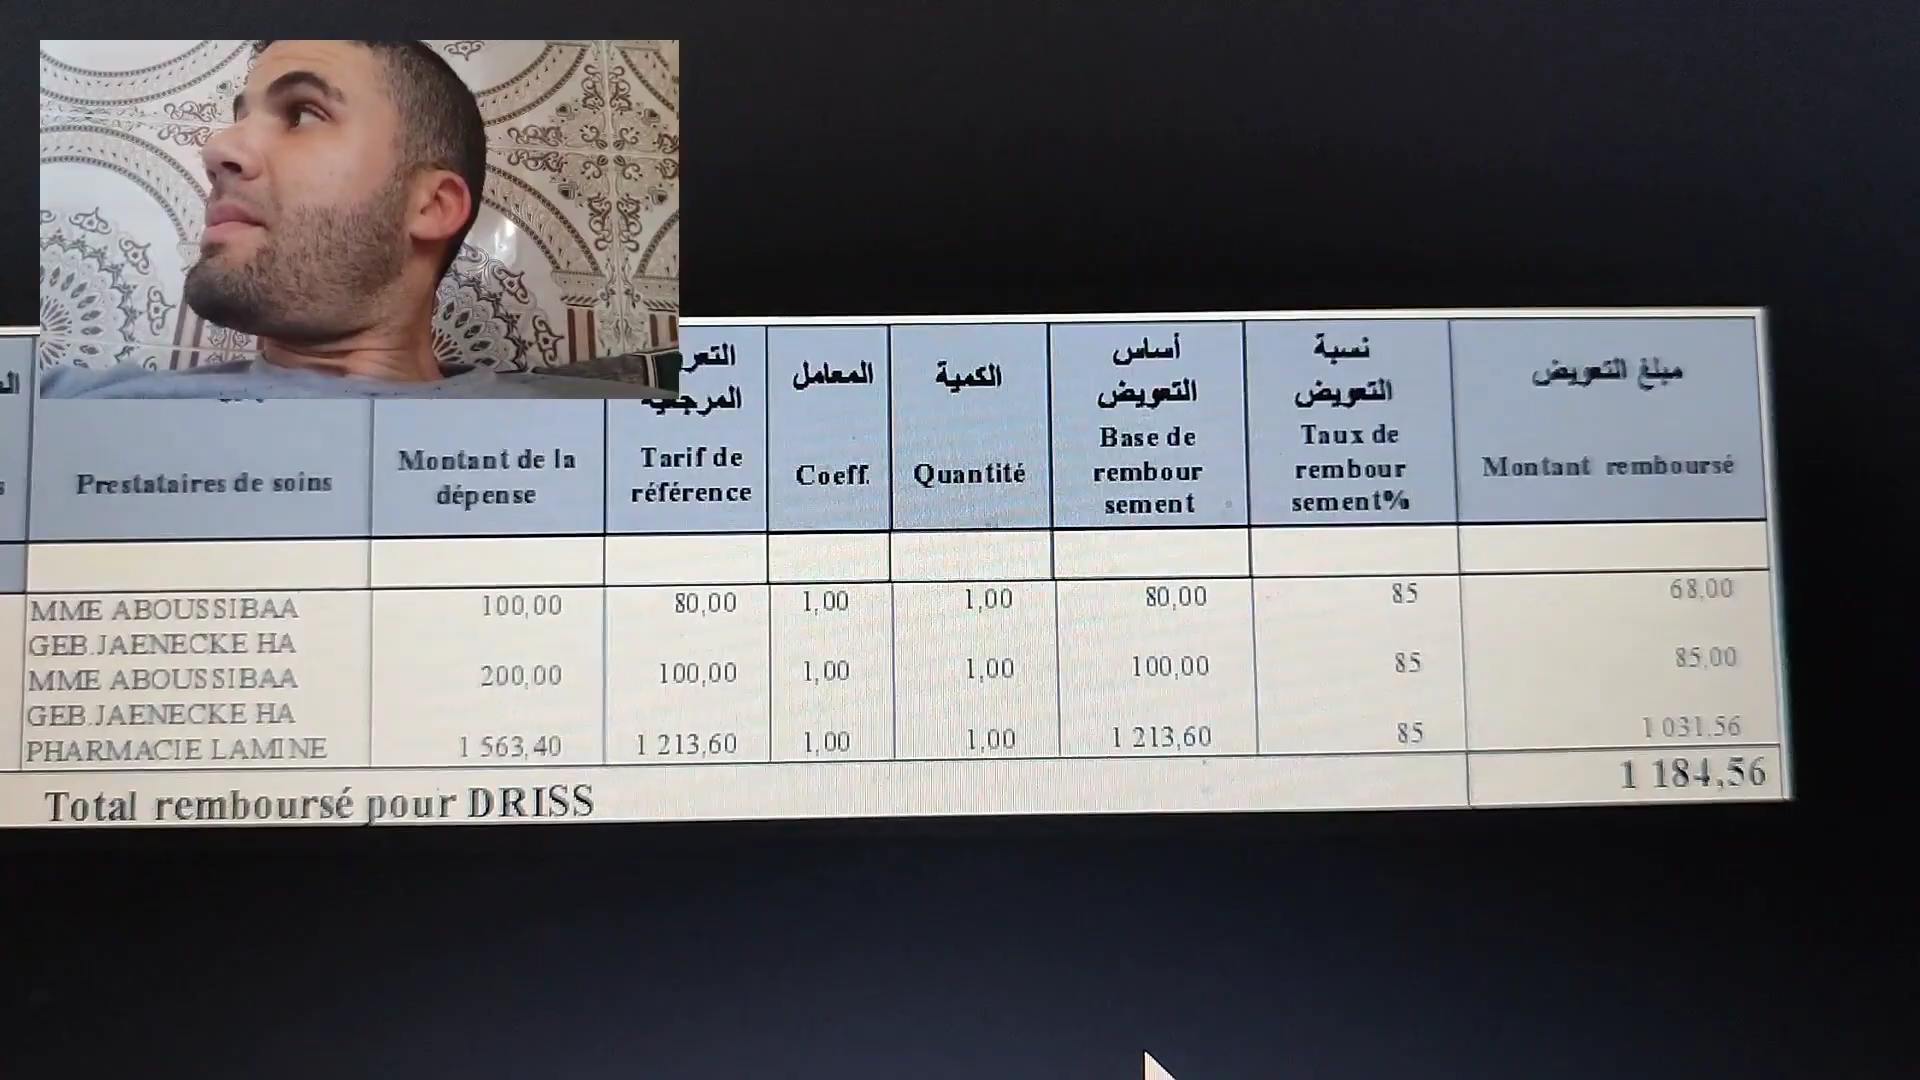 التعر
المرجعية
المعامل
الكمية
أساس
التعويض
نسبة
التعويض
مبلغ التعويض
Prestataires de soins
Montant de la
dépense
Tarif de
référence
Coeff.
Quantité
Base de
rembour
sement
Taux de
rembour
sement%
Montant remboursé
MME ABOUSSIBAA 100,00 80,00 1,00 1,00 80,00 85 68,00
GEB.JAENECKE HA
MME ABOUSSIBAA 200,00 100,00 1,00 1,00 100,00 85 85,00
GEB.JAENECKE HA
PHARMACIE LAMINE 1 563,40 1 213,60 1,00 1,00 1 213,60 85 1 031,56
Total remboursé pour DRISS 1 184,56